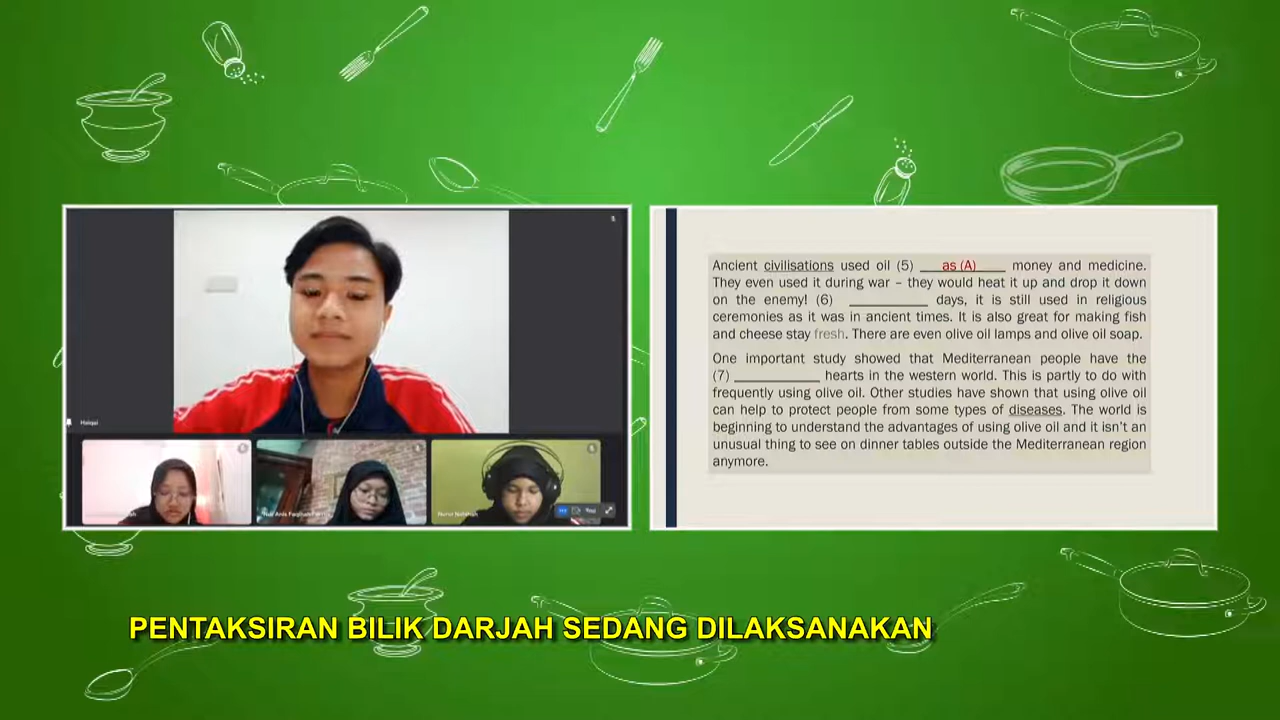 Haiqal
Ancient civilisations used oil (5) as (A) money and medicine.
They even used it during war – they would heat it up and drop it down
on the enemy! (6) __________ days, it is still used in religious
ceremonies as it was in ancient times. It is also great for making fish
and cheese stay fresh. There are even olive oil lamps and olive oil soap.
One important study showed that Mediterranean people have the
(7) ___________ hearts in the western world. This is partly to do with
frequently using olive oil. Other studies have shown that using olive oil
can help to protect people from some types of diseases. The world is
beginning to understand the advantages of using olive oil and it isn't an
unusual thing to see on dinner tables outside the Mediterranean region
anymore.
You
PENTAKSIRAN BILIK DARJAH SEDANG DILAKSANAKAN